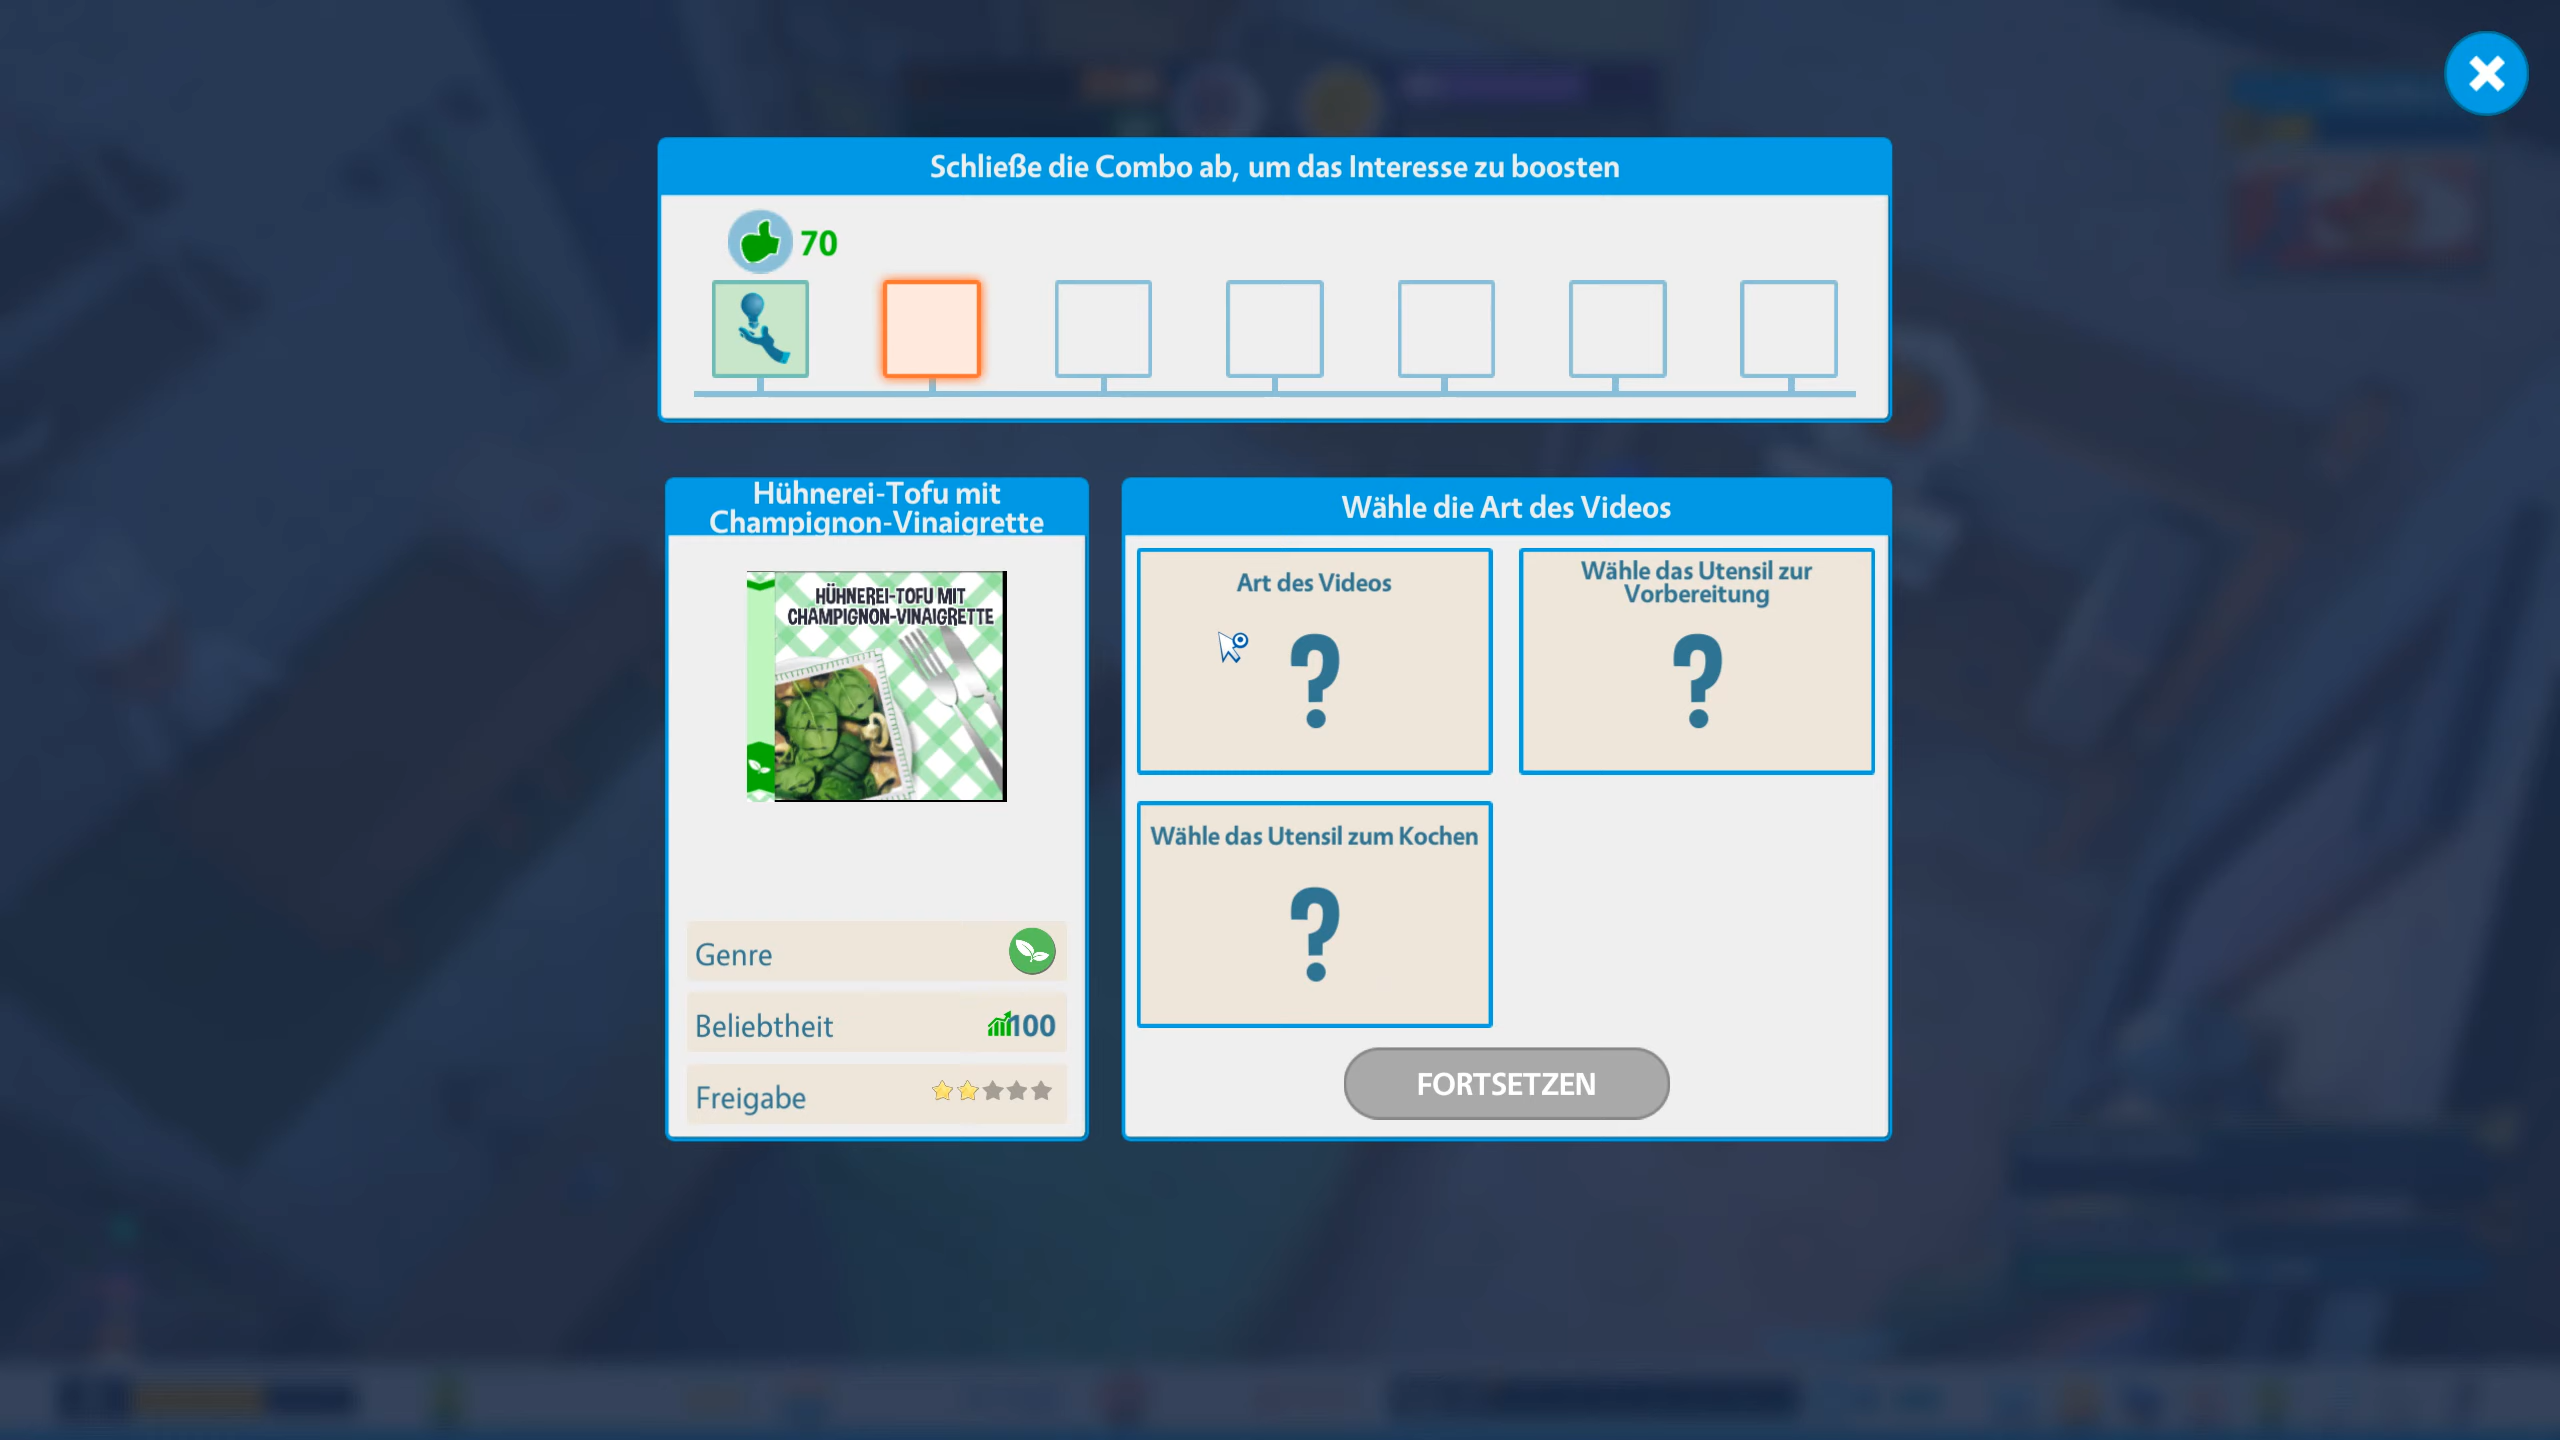 Schließe die Combo ab, um das Interesse zu boosten
70
Hühnerei-Tofu mit
Champignon-Vinaigrette
HÜHNEREI-TOFU MIT
CHAMPIGNON-VINAIGRETTE
Genre
Beliebtheit
100
Freigabe
Wähle die Art des Videos
Art des Videos
?
Wähle das Utensil zur
Vorbereitung
?
Wähle das Utensil zum Kochen
?
FORTSETZEN